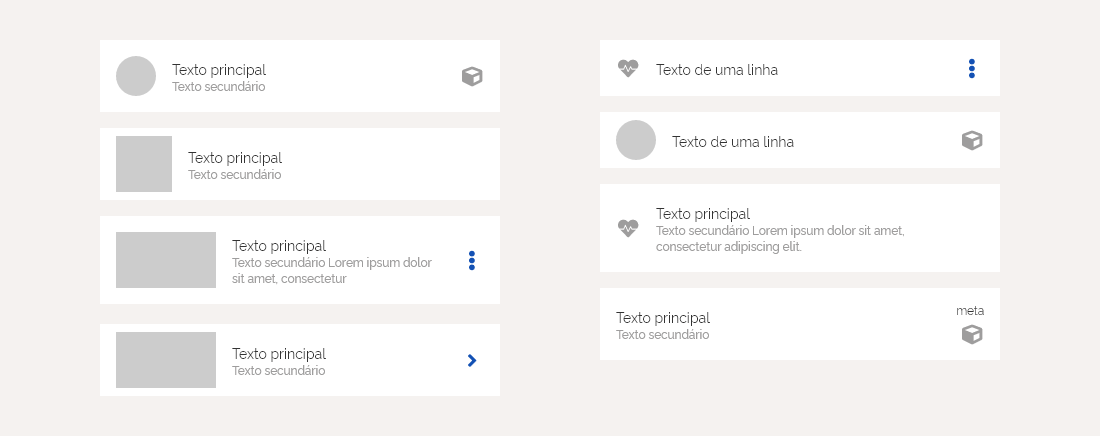 Texto principal
Texto secundário
Texto principal
Texto secundário
Texto principal
Texto secundário Lorem ipsum dolor
sit amet, consectetur
Texto principal
Texto secundário
Texto de uma linha
Texto de uma linha
Texto principal
Texto secundário Lorem ipsum dolor sit amet,
consectetur adipiscing elit.
meta
Texto principal
Texto secundário